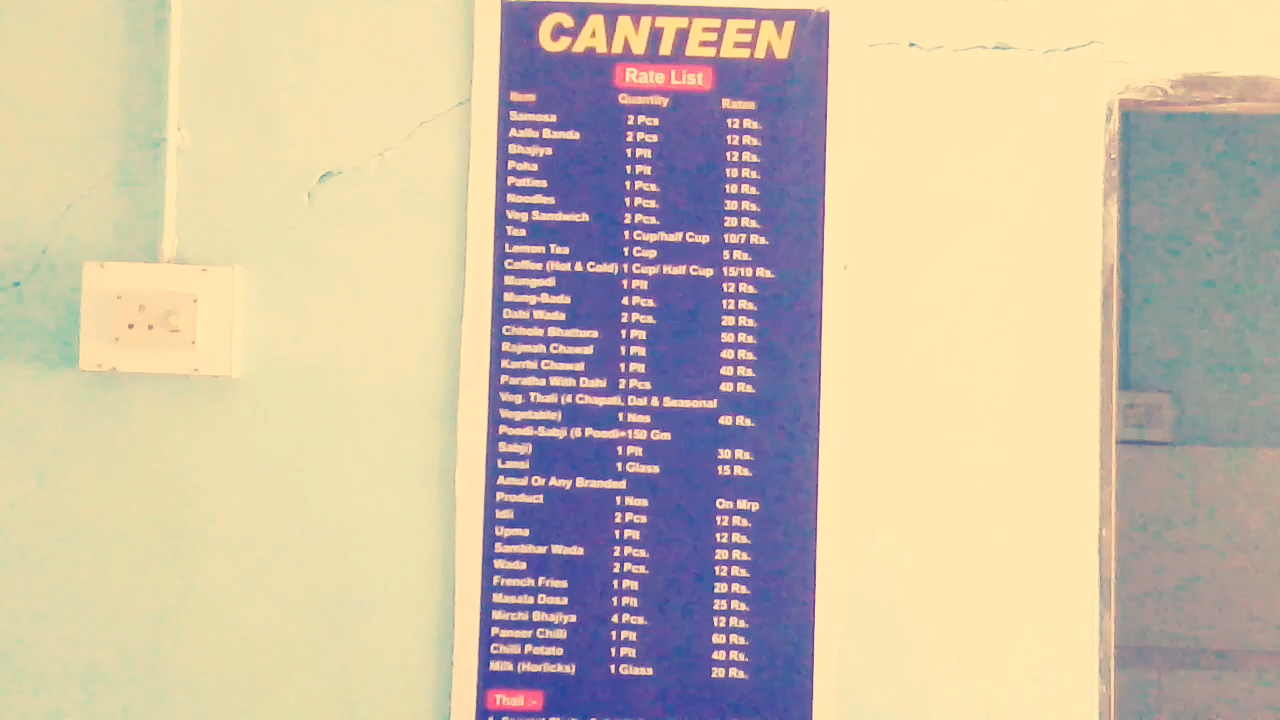 CANTEEN
Rate List
Item Quantity Rates
Samosa 2 Pcs 12 Rs.
Aallu Banda 2 Pcs 12 Rs.
Bhajiya 1 Plt 12 Rs.
Poha 1 Plt 10 Rs.
Patties 1 Pcs. 10 Rs.
Noodles 1 Pcs. 30 Rs.
Veg Sandwich 2 Pcs. 20 Rs.
Tea 1 Cup/half Cup 10/7 Rs.
Lemon Tea 1 Cup 5 Rs.
Coffee (Hot & Cold) 1 Cup/ Half Cup 15/10 Rs.
Mungodi 1 Plt 12 Rs.
Mung-Bada 4 Pcs. 12 Rs.
Dahi Wada 2 Pcs. 20 Rs.
Chhole Bhatture 1 Plt 50 Rs.
Rajmah Chawal 1 Plt 40 Rs.
Karrhi Chawal 1 Plt 40 Rs.
Paratha With Dahi 2 Pcs 40 Rs.
Veg. Thali (4 Chapati, Dal & Seasonal
Vegetable) 1 Nos 40 Rs.
Poodi-Sabji (6 Poodi+150 Gm
Sabji) 1 Plt 30 Rs.
Lassi 1 Glass 15 Rs.
Amul Or Any Branded
Product 1 Nos On Mrp
Idli 2 Pcs 12 Rs.
Upma 1 Plt 12 Rs.
Sambhar Wada 2 Pcs. 20 Rs.
Wada 2 Pcs. 12 Rs.
French Fries 1 Plt 20 Rs.
Masala Dosa 1 Plt 25 Rs.
Mirchi Bhajiya 4 Pcs. 12 Rs.
Paneer Chilli 1 Plt 60 Rs.
Chilli Potato 1 Plt 40 Rs.
Milk (Horlicks) 1 Glass 20 Rs.
Thali :-